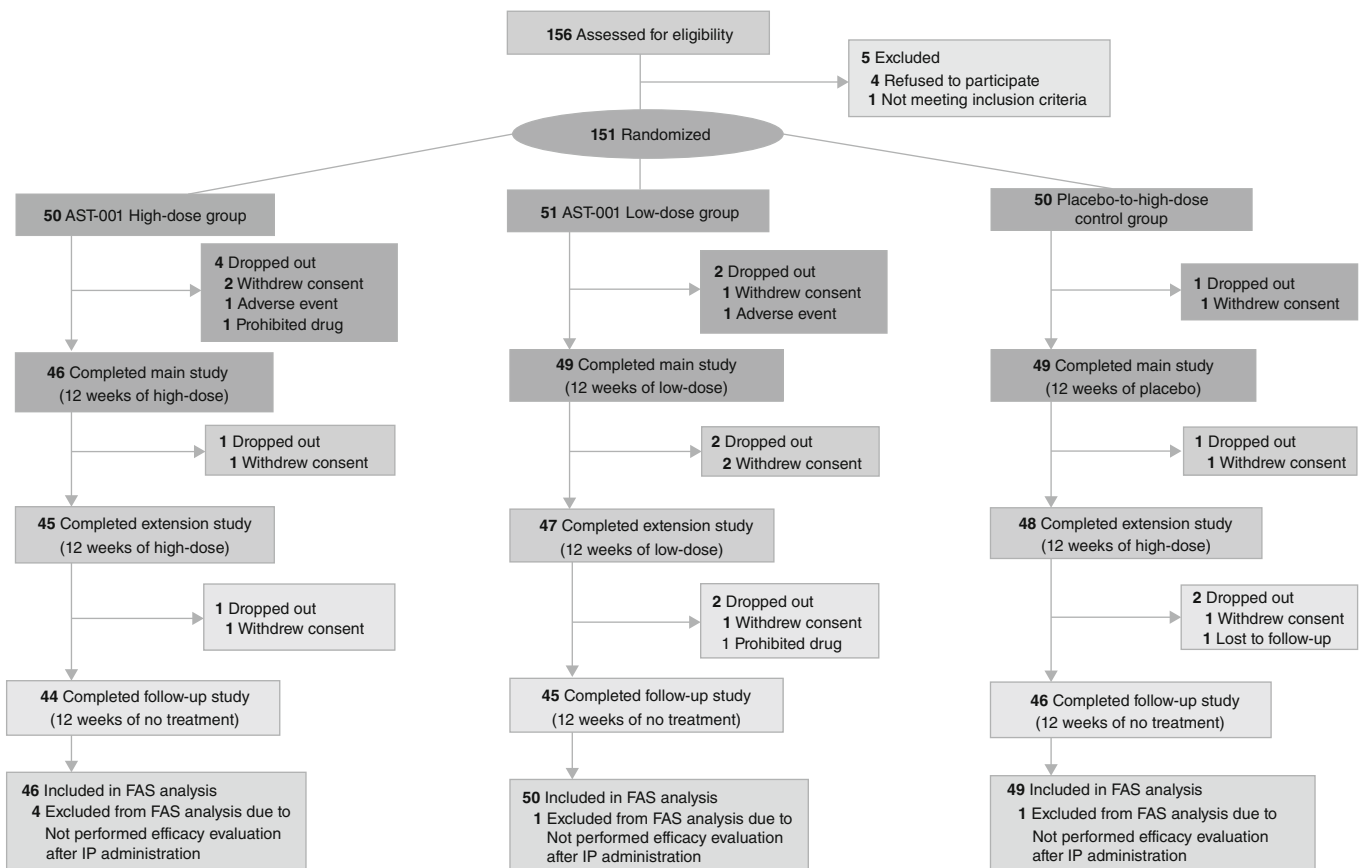 156 Assessed for eligibility
5 Excluded
4 Refused to participate
1 Not meeting inclusion criteria
151 Randomized
50 AST-001 High-dose group
4 Dropped out
2 Withdrew consent
1 Adverse event
1 Prohibited drug
46 Completed main study
(12 weeks of high-dose)
1 Dropped out
1 Withdrew consent
45 Completed extension study
(12 weeks of high-dose)
1 Dropped out
1 Withdrew consent
44 Completed follow-up study
(12 weeks of no treatment)
46 Included in FAS analysis
4 Excluded from FAS analysis due to
Not performed efficacy evaluation
after IP administration
51 AST-001 Low-dose group
2 Dropped out
1 Withdrew consent
1 Adverse event
49 Completed main study
(12 weeks of low-dose)
2 Dropped out
2 Withdrew consent
47 Completed extension study
(12 weeks of low-dose)
2 Dropped out
1 Withdrew consent
1 Prohibited drug
45 Completed follow-up study
(12 weeks of no treatment)
50 Included in FAS analysis
1 Excluded from FAS analysis due to
Not performed efficacy evaluation
after IP administration
50 Placebo-to-high-dose
control group
1 Dropped out
1 Withdrew consent
49 Completed main study
(12 weeks of placebo)
1 Dropped out
1 Withdrew consent
48 Completed extension study
(12 weeks of high-dose)
2 Dropped out
1 Withdrew consent
1 Lost to follow-up
46 Completed follow-up study
(12 weeks of no treatment)
49 Included in FAS analysis
1 Excluded from FAS analysis due to
Not performed efficacy evaluation
after IP administration